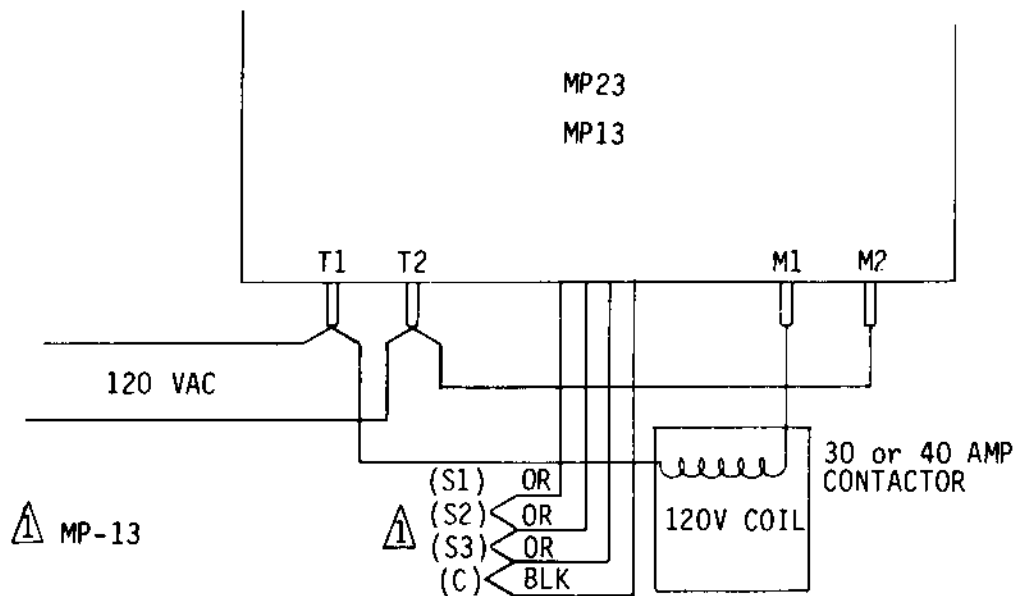 MP23
MP13
T1 T2 M1 M2
120 VAC
30 or 40 AMP
CONTACTOR
120V COIL
(S1) OR
(S2) OR
(S3) OR
(C) BLK
1
1 MP-13